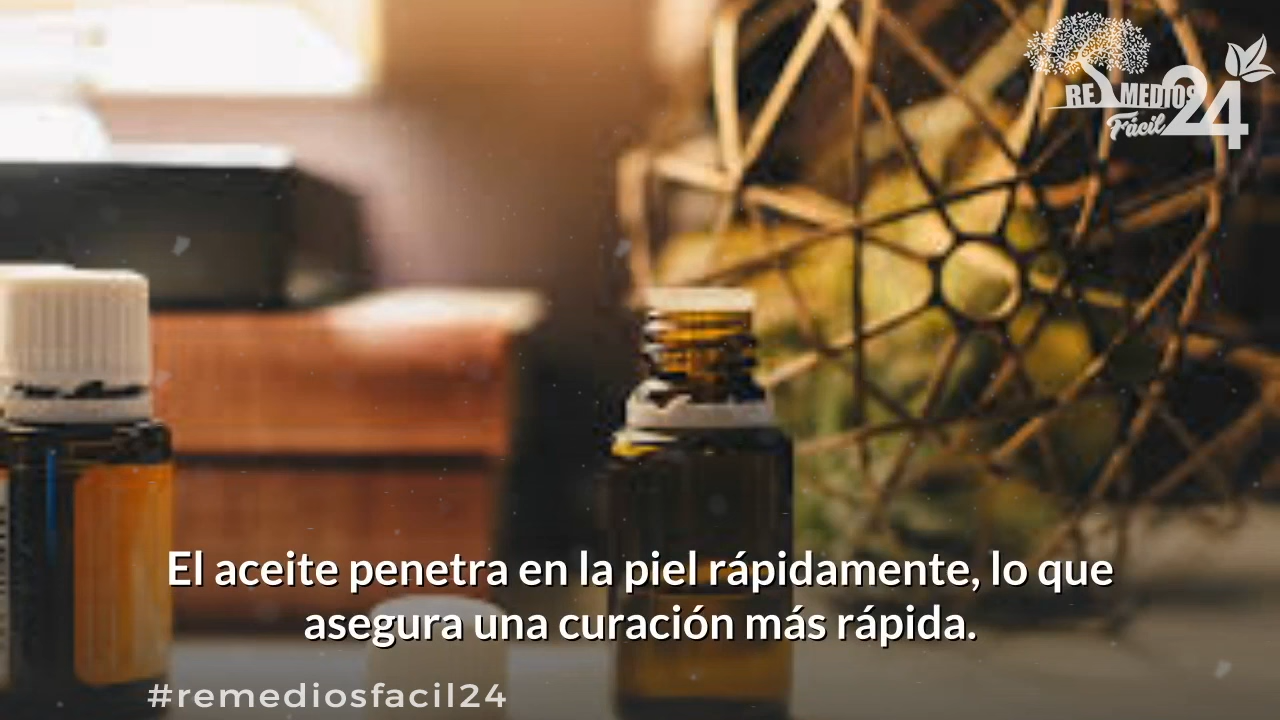 REMEDIOS
Fácil 24
El aceite penetra en la piel rápidamente, lo que
asegura una curación más rápida.
#remediosfacil24